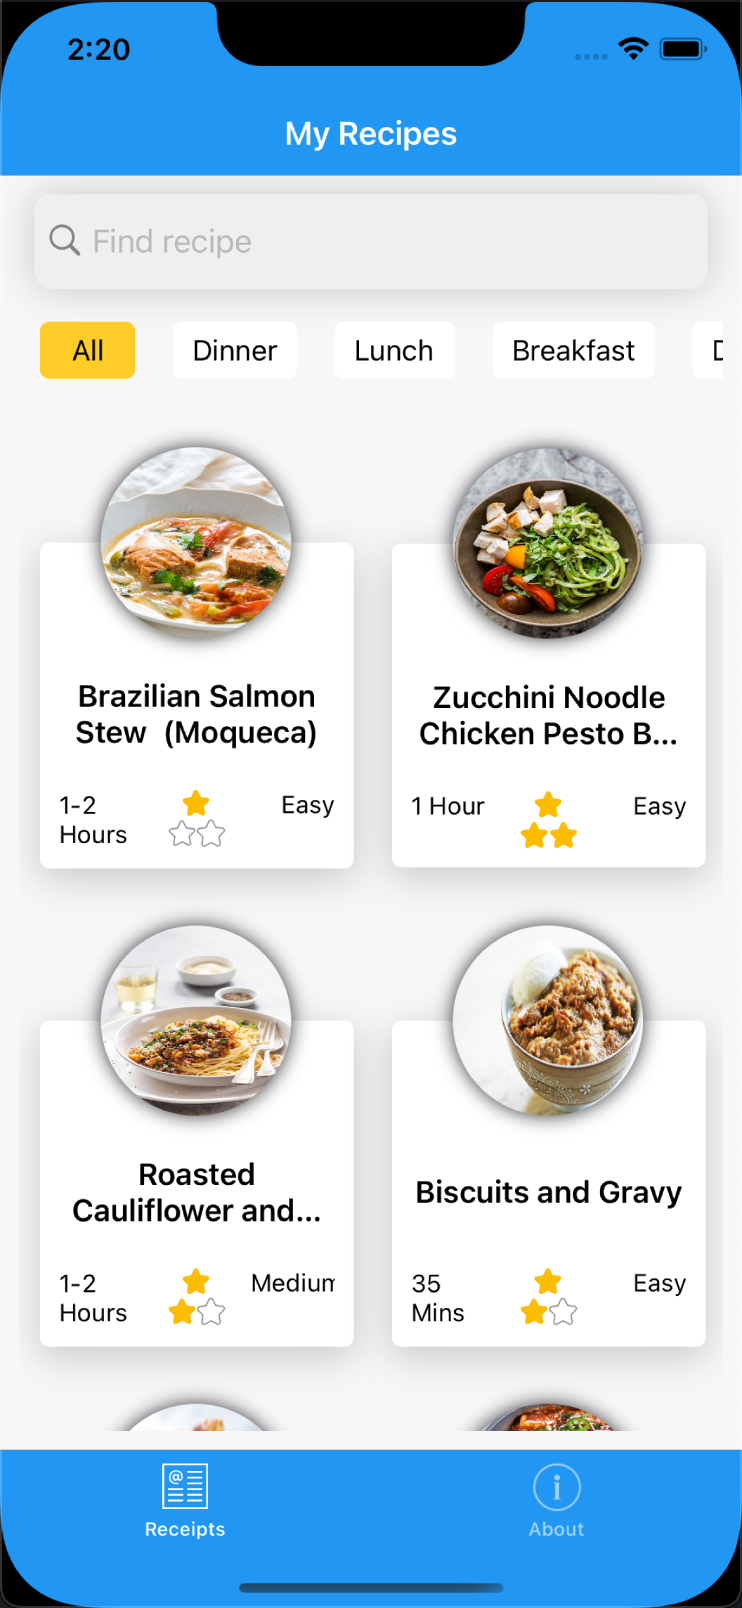 2:20
My Recipes
Find recipe
All
Dinner
Lunch
Breakfast
Brazilian Salmon
Stew  (Moqueca)
1-2
Hours
Easy
Zucchini Noodle
Chicken Pesto B...
1 Hour
Easy
Roasted
Cauliflower and...
1-2
Hours
Medium
Biscuits and Gravy
35
Mins
Easy
Receipts
About